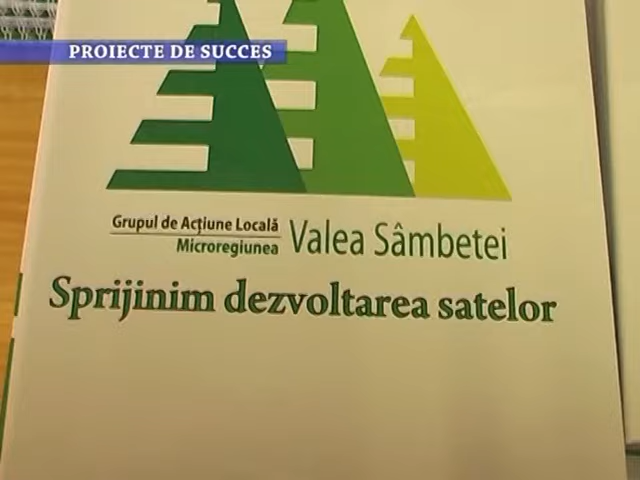 PROIECTE DE SUCCES
Grupul de Acțiune Locală
Microregiunea
Valea Sâmbetei
Sprijinim dezvoltarea satelor